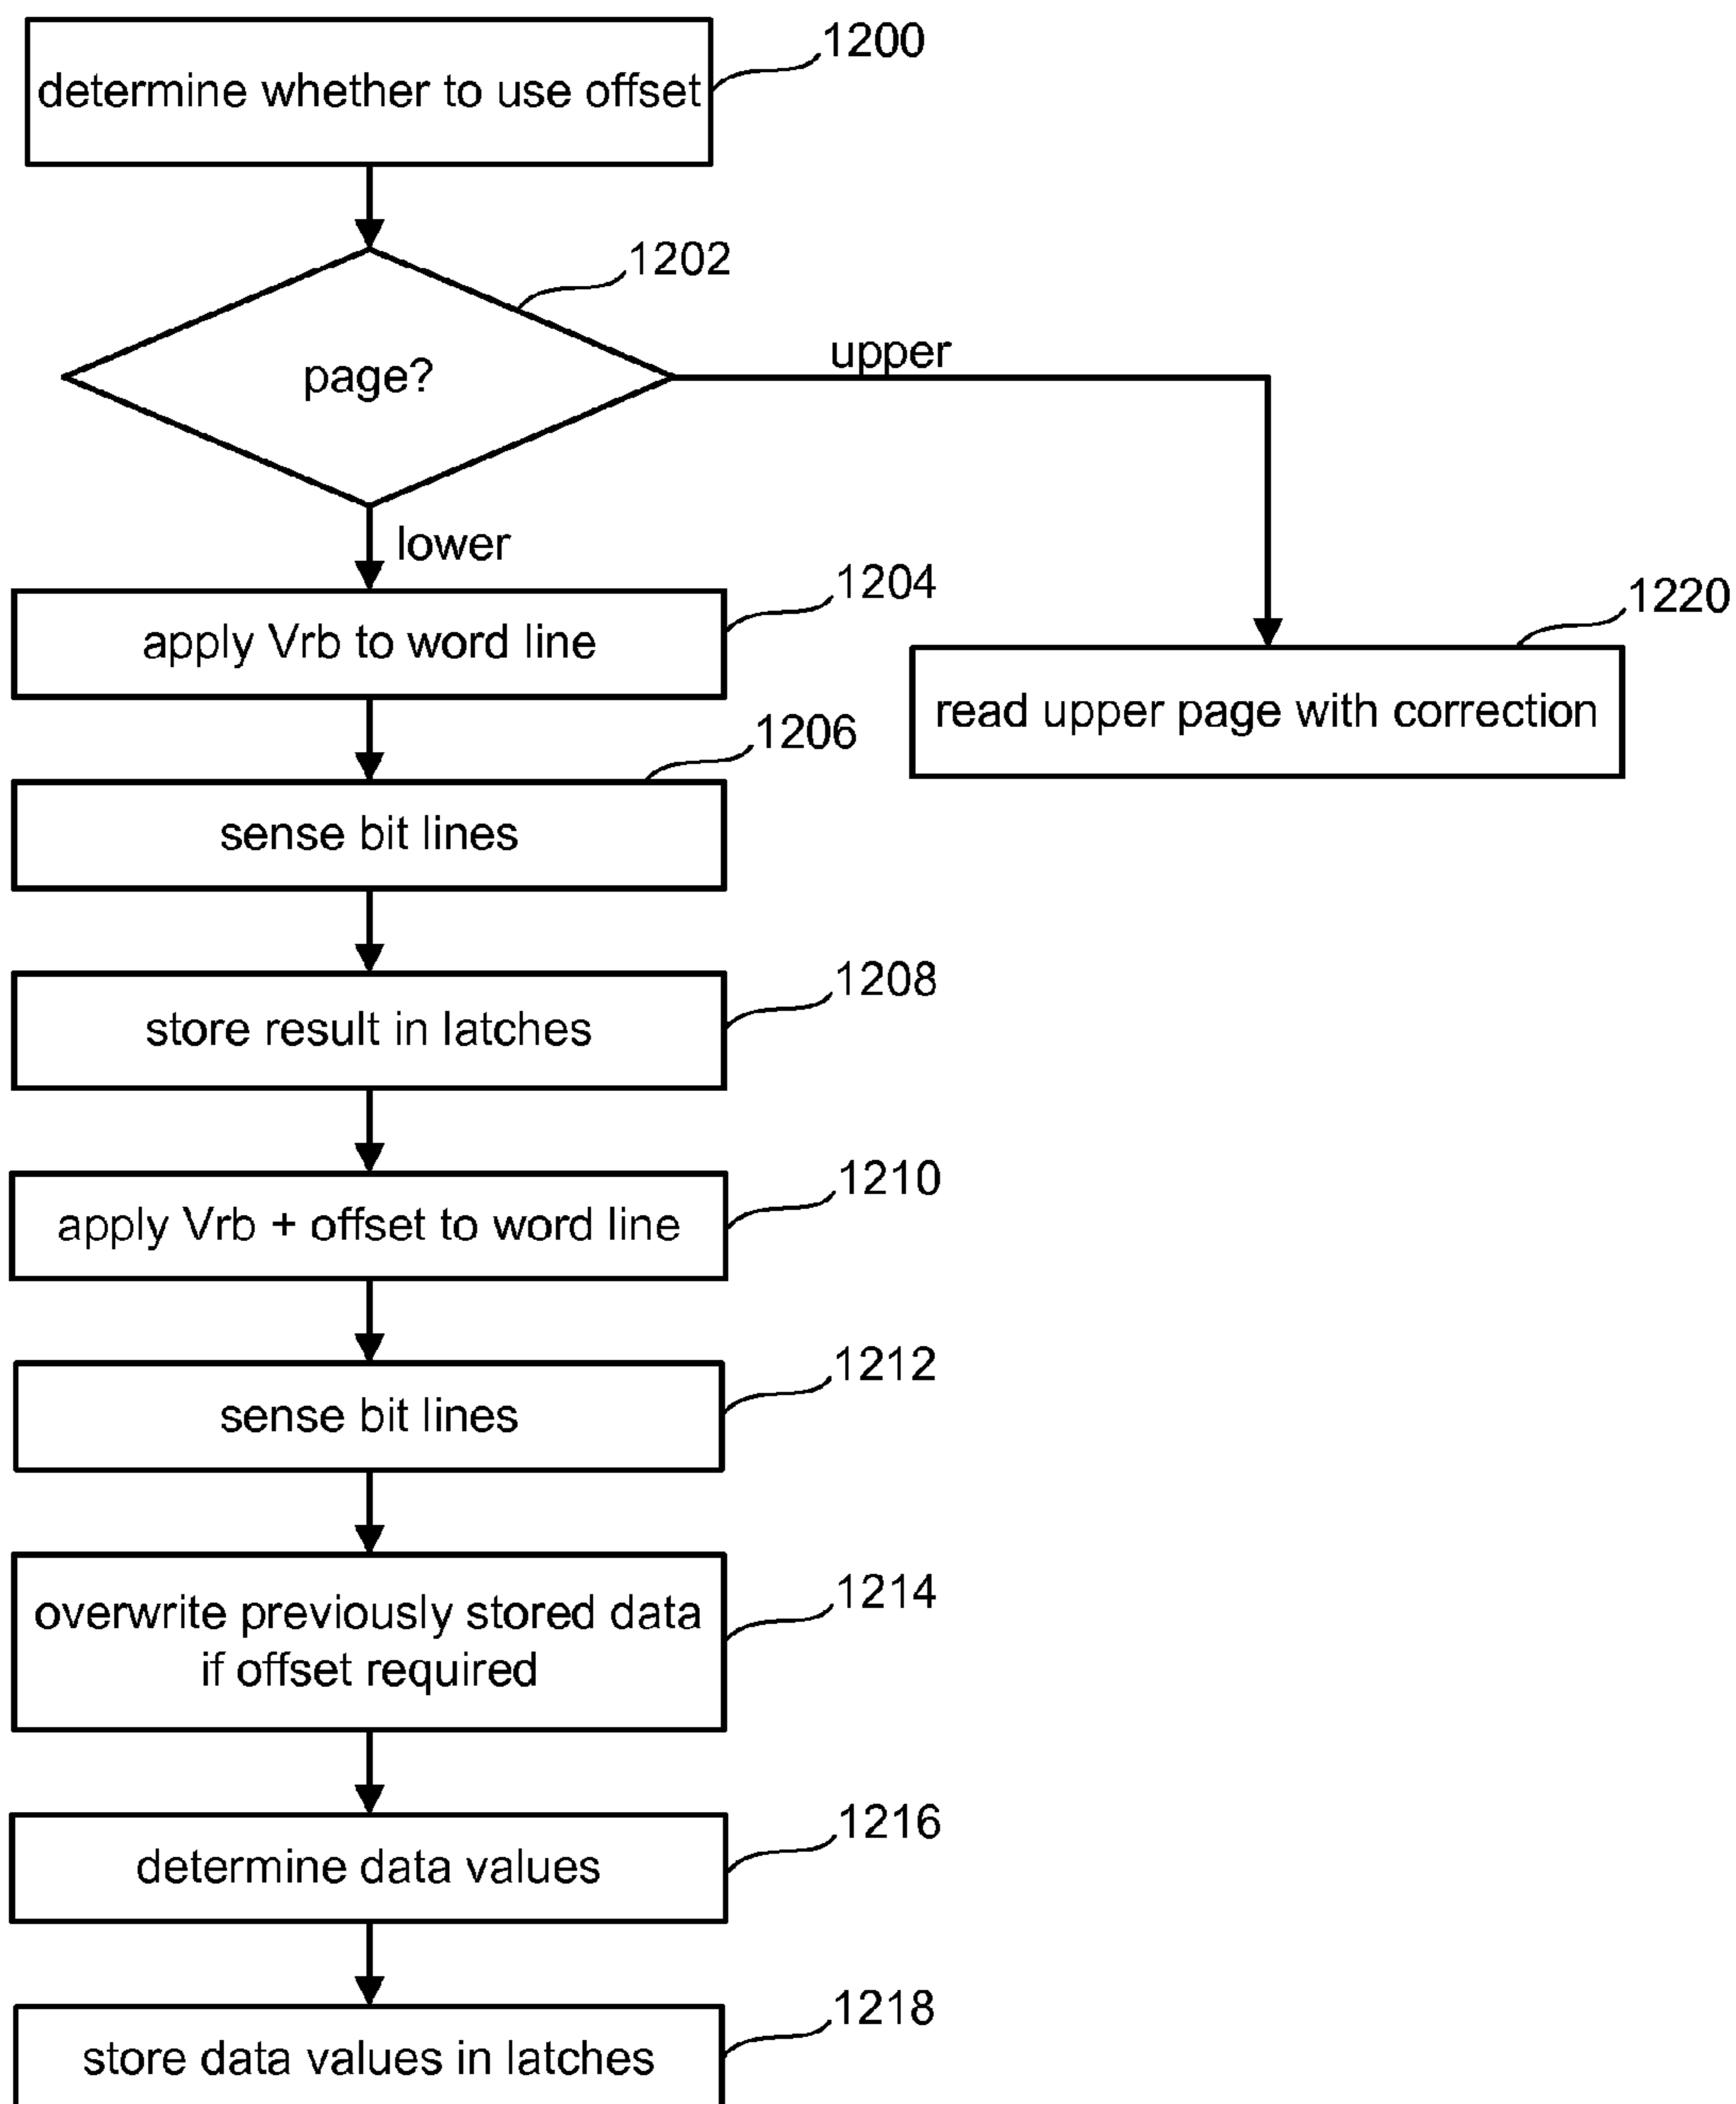 1200
determine whether to use offset
1202
page?
upper
lower
1204
apply Vrb to word line
1220
read upper page with correction
1206
sense bit lines
1208
store result in latches
1210
apply Vrb + offset to word line
1212
sense bit lines
1214
overwrite previously stored data
if offset required
1216
determine data values
1218
store data values in latches